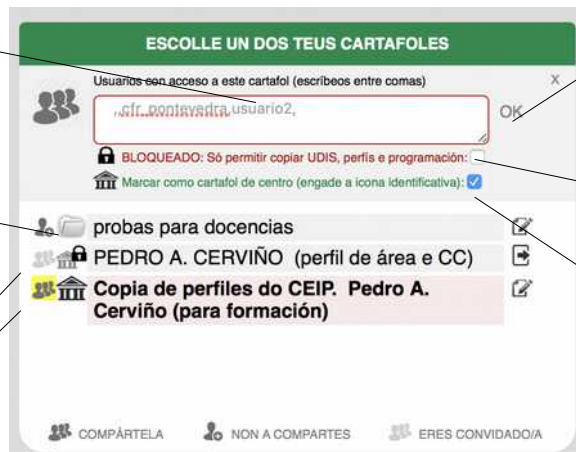 ESCOLLE UN DOS TEUS CARTAFOLES
Usuarios con acceso a este cartafol (escríbeos entre comas)
x
,,cfr_pontevedra,usuario2,
OK
BLOQUEADO: Só permitir copiar UDIS, perfís e programación:
Marcar como cartafol de centro (engade a icona identificativa):
probas para docencias
PEDRO A. CERVIÑO (perfil de área e CC)
Copia de perfiles do CEIP. Pedro A.
Cerviño (para formación)
COMPÁRTELA NON A COMPARTES ERES CONVIDADO/A